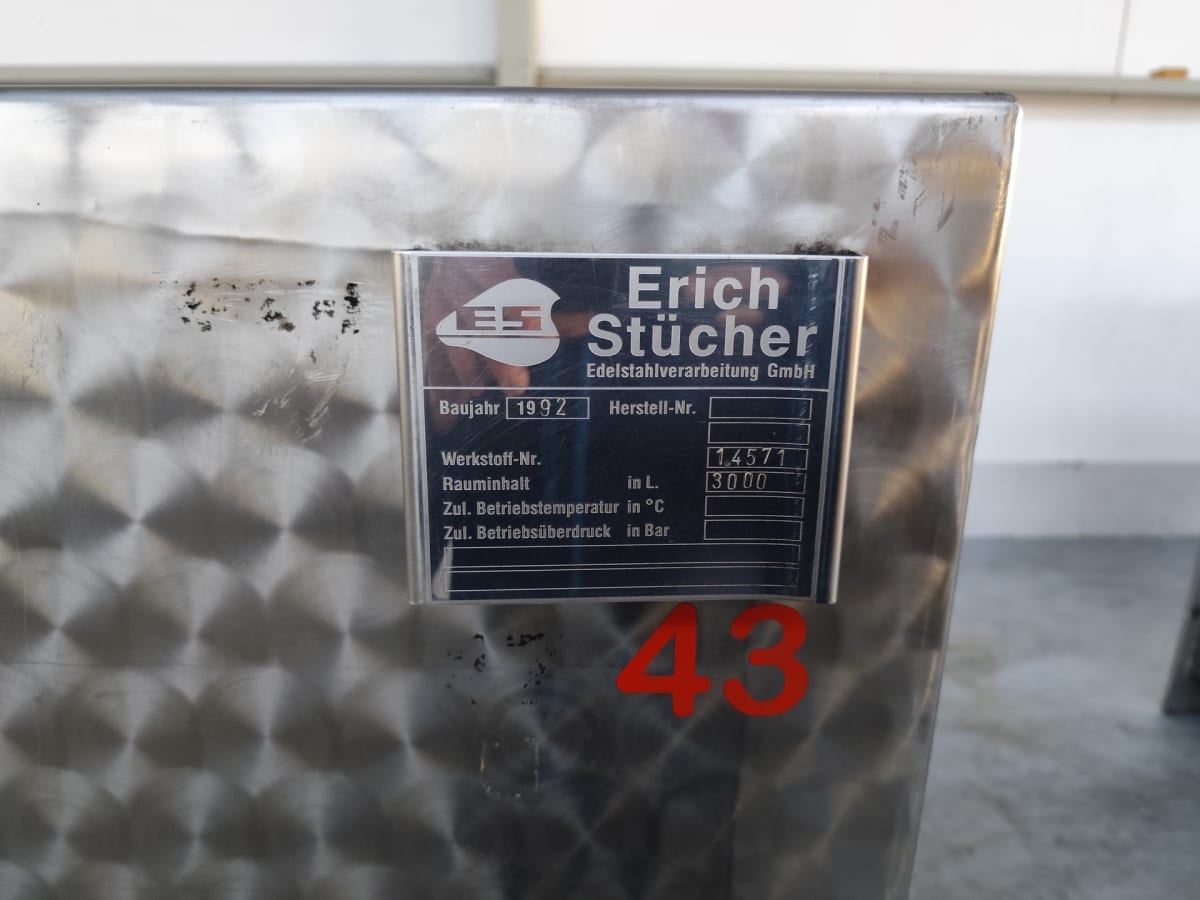 ES
Erich
Stücher
Edelstahlverarbeitung GmbH
Baujahr 1992 Herstell-Nr.
Werkstoff-Nr. 1.4571
Rauminhalt in L. 3000
Zul. Betriebstemperatur in °C
Zul. Betriebsüberdruck in Bar
43